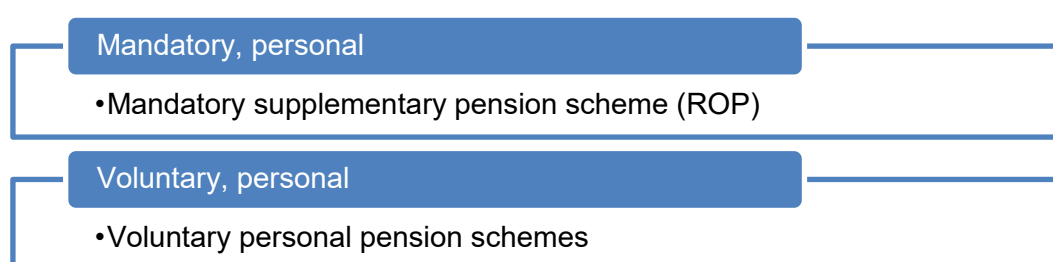 Mandatory, personal
•Mandatory supplementary pension scheme (ROP)
Voluntary, personal
•Voluntary personal pension schemes